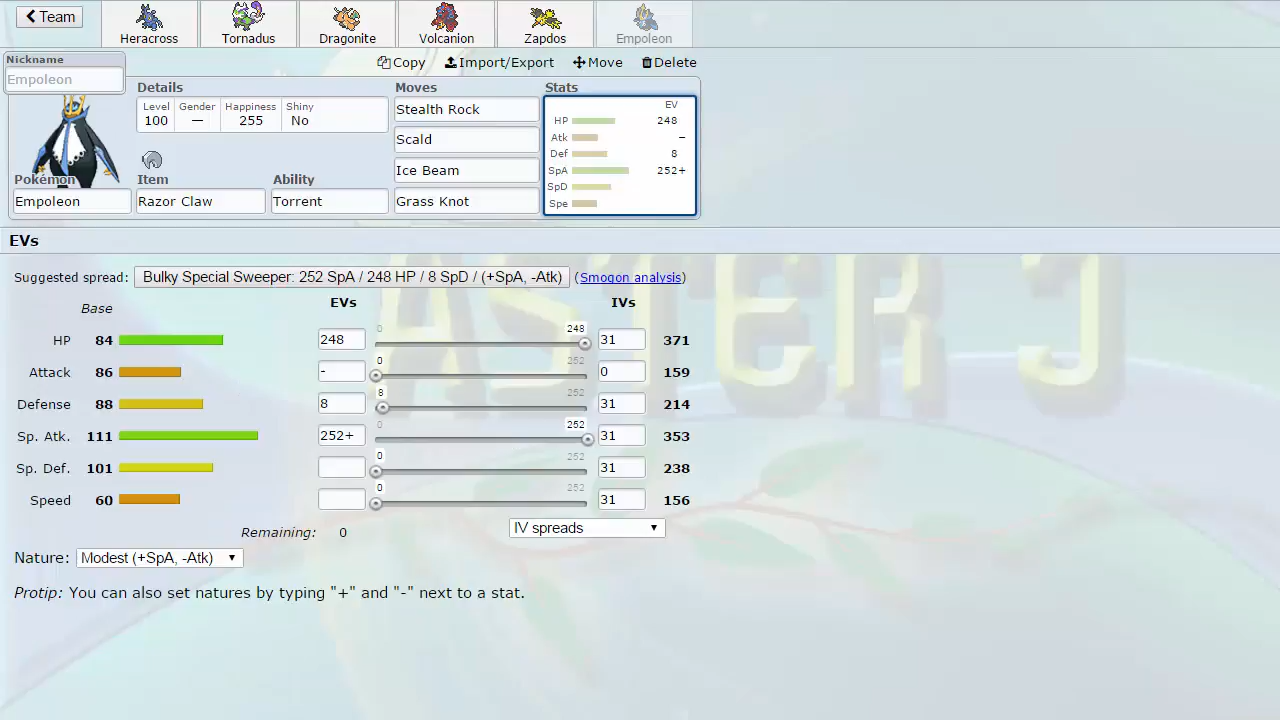 Team
Heracross
Tornadus
Dragonite
Volcanion
Zapdos
Empoleon
Nickname
Empoleon
Copy
Import/Export
Move
Delete
Details
Moves
Stats
Level Gender Happiness Shiny
100 — 255 No
Stealth Rock
Scald
Ice Beam
Grass Knot
EV
HP 248
Atk –
Def 8
SpA 252+
SpD
Spe
Pokémon
Empoleon
Item
Razor Claw
Ability
Torrent
EVs
Suggested spread: Bulky Special Sweeper: 252 SpA / 248 HP / 8 SpD / (+SpA, -Atk) (Smogon analysis)
Base EVs IVs
HP 84 248 0 248 31 371
Attack 86 - 0 252 0 159
Defense 88 8 8 252 31 214
Sp. Atk. 111 252+ 0 252 31 353
Sp. Def. 101 0 252 31 238
Speed 60 0 252 31 156
Remaining: 0 IV spreads
Nature: Modest (+SpA, -Atk)
Protip: You can also set natures by typing "+" and "-" next to a stat.
ASTER J